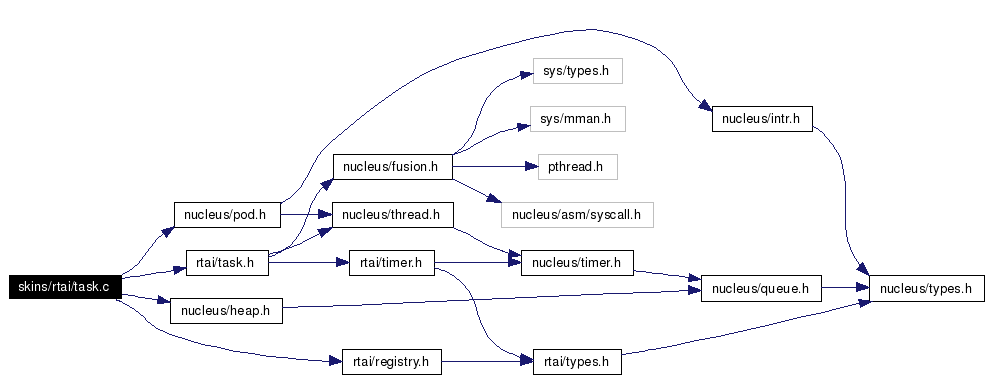 sys/types.h
sys/mman.h
nucleus/intr.h
nucleus/fusion.h
pthread.h
nucleus/pod.h
nucleus/thread.h
nucleus/asm/syscall.h
rtai/task.h
rtai/timer.h
nucleus/timer.h
skins/rtai/task.c
nucleus/queue.h
nucleus/types.h
nucleus/heap.h
rtai/registry.h
rtai/types.h